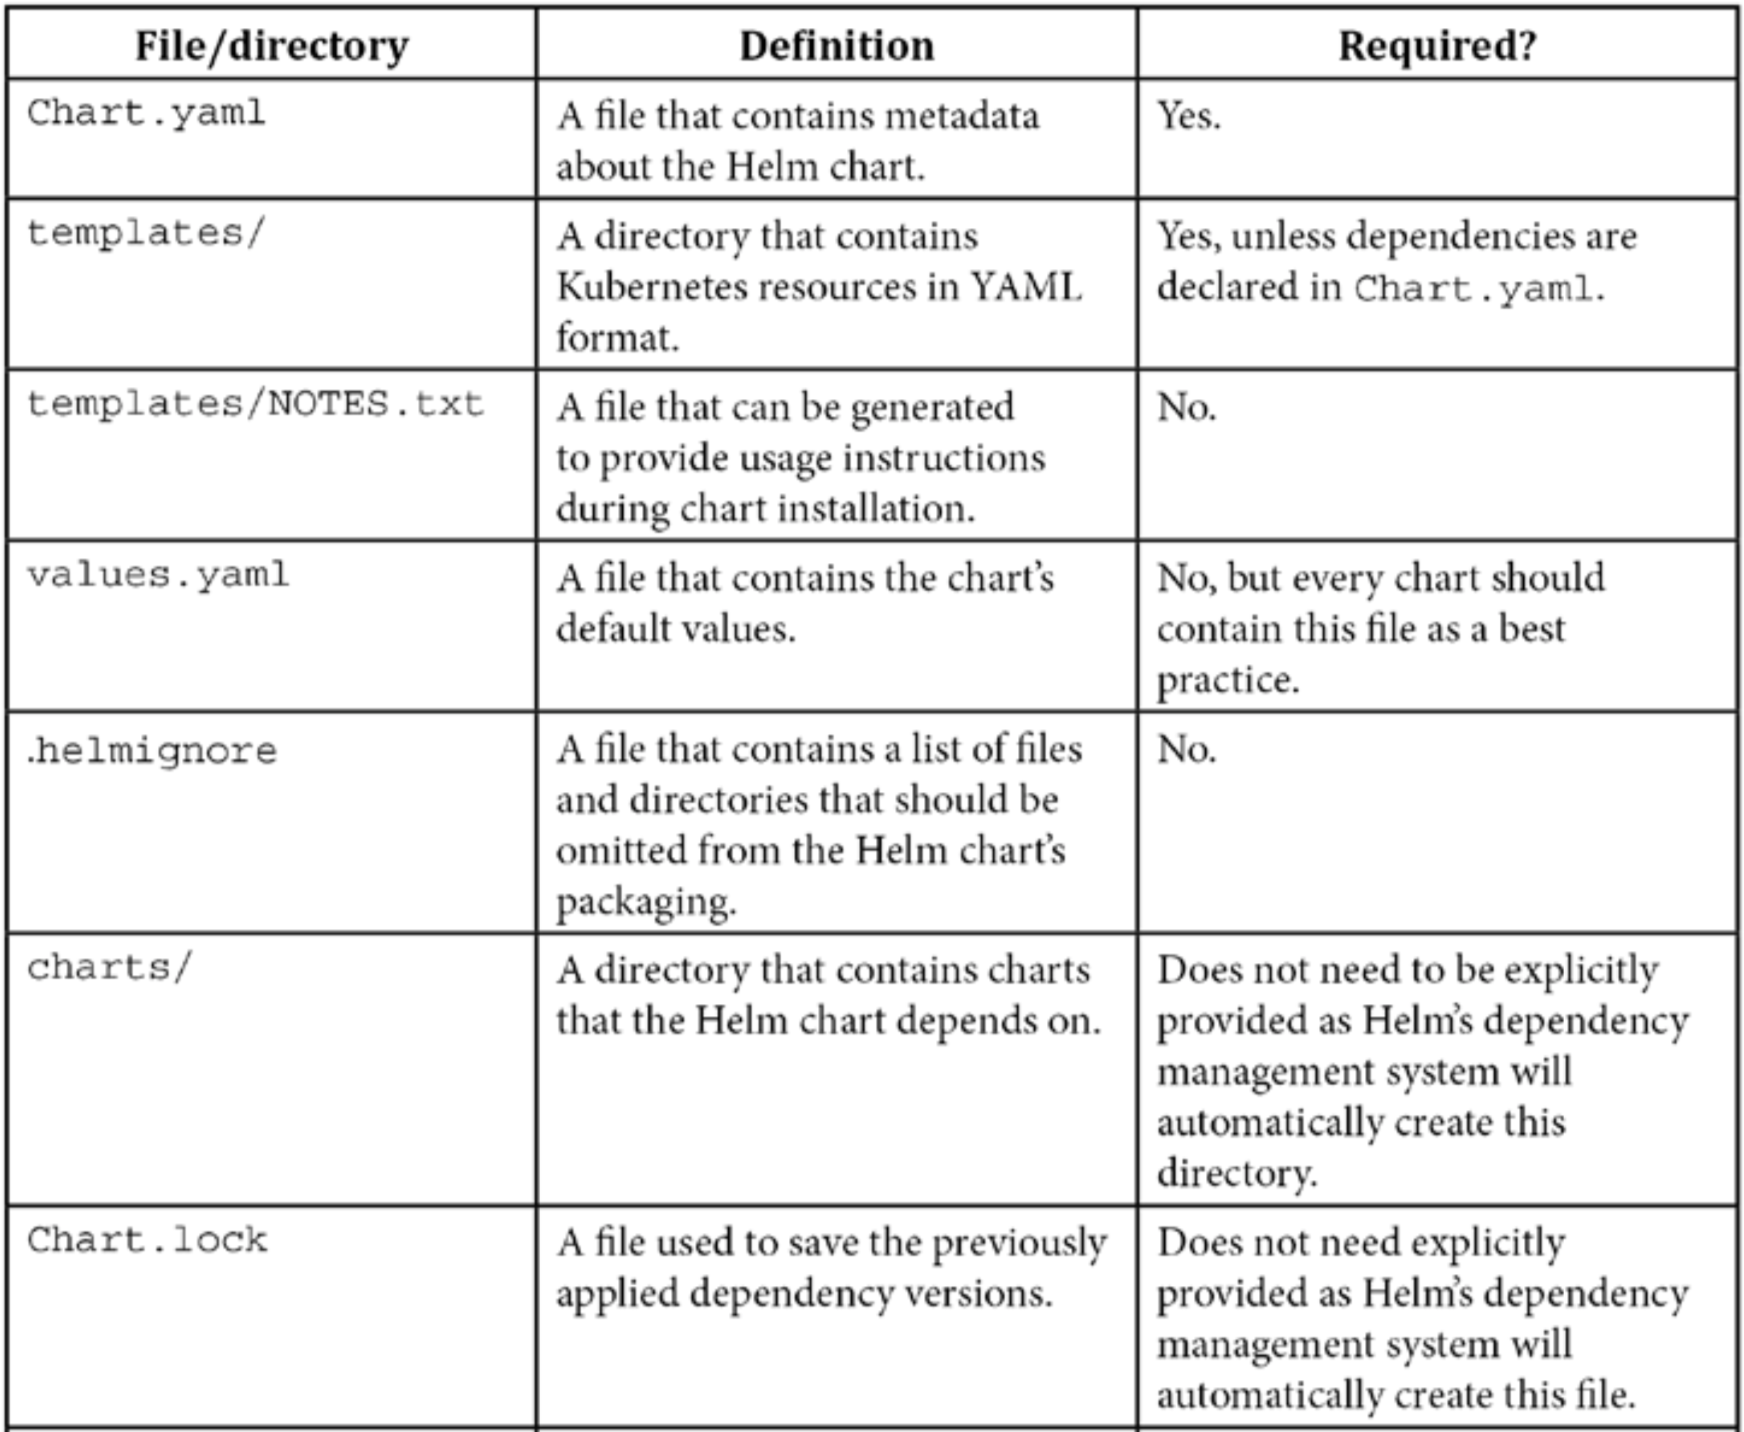 File/directory Definition Required?
Chart.yaml A file that contains metadata Yes.
about the Helm chart.
templates/ A directory that contains Yes, unless dependencies are
Kubernetes resources in YAML declared in Chart.yaml.
format.
templates/NOTES.txt A file that can be generated No.
to provide usage instructions
during chart installation.
values.yaml A file that contains the chart’s No, but every chart should
default values. contain this file as a best
practice.
.helmignore A file that contains a list of files No.
and directories that should be
omitted from the Helm chart’s
packaging.
charts/ A directory that contains charts Does not need to be explicitly
that the Helm chart depends on. provided as Helm’s dependency
management system will
automatically create this
directory.
Chart.lock A file used to save the previously Does not need explicitly
applied dependency versions. provided as Helm’s dependency
management system will
automatically create this file.